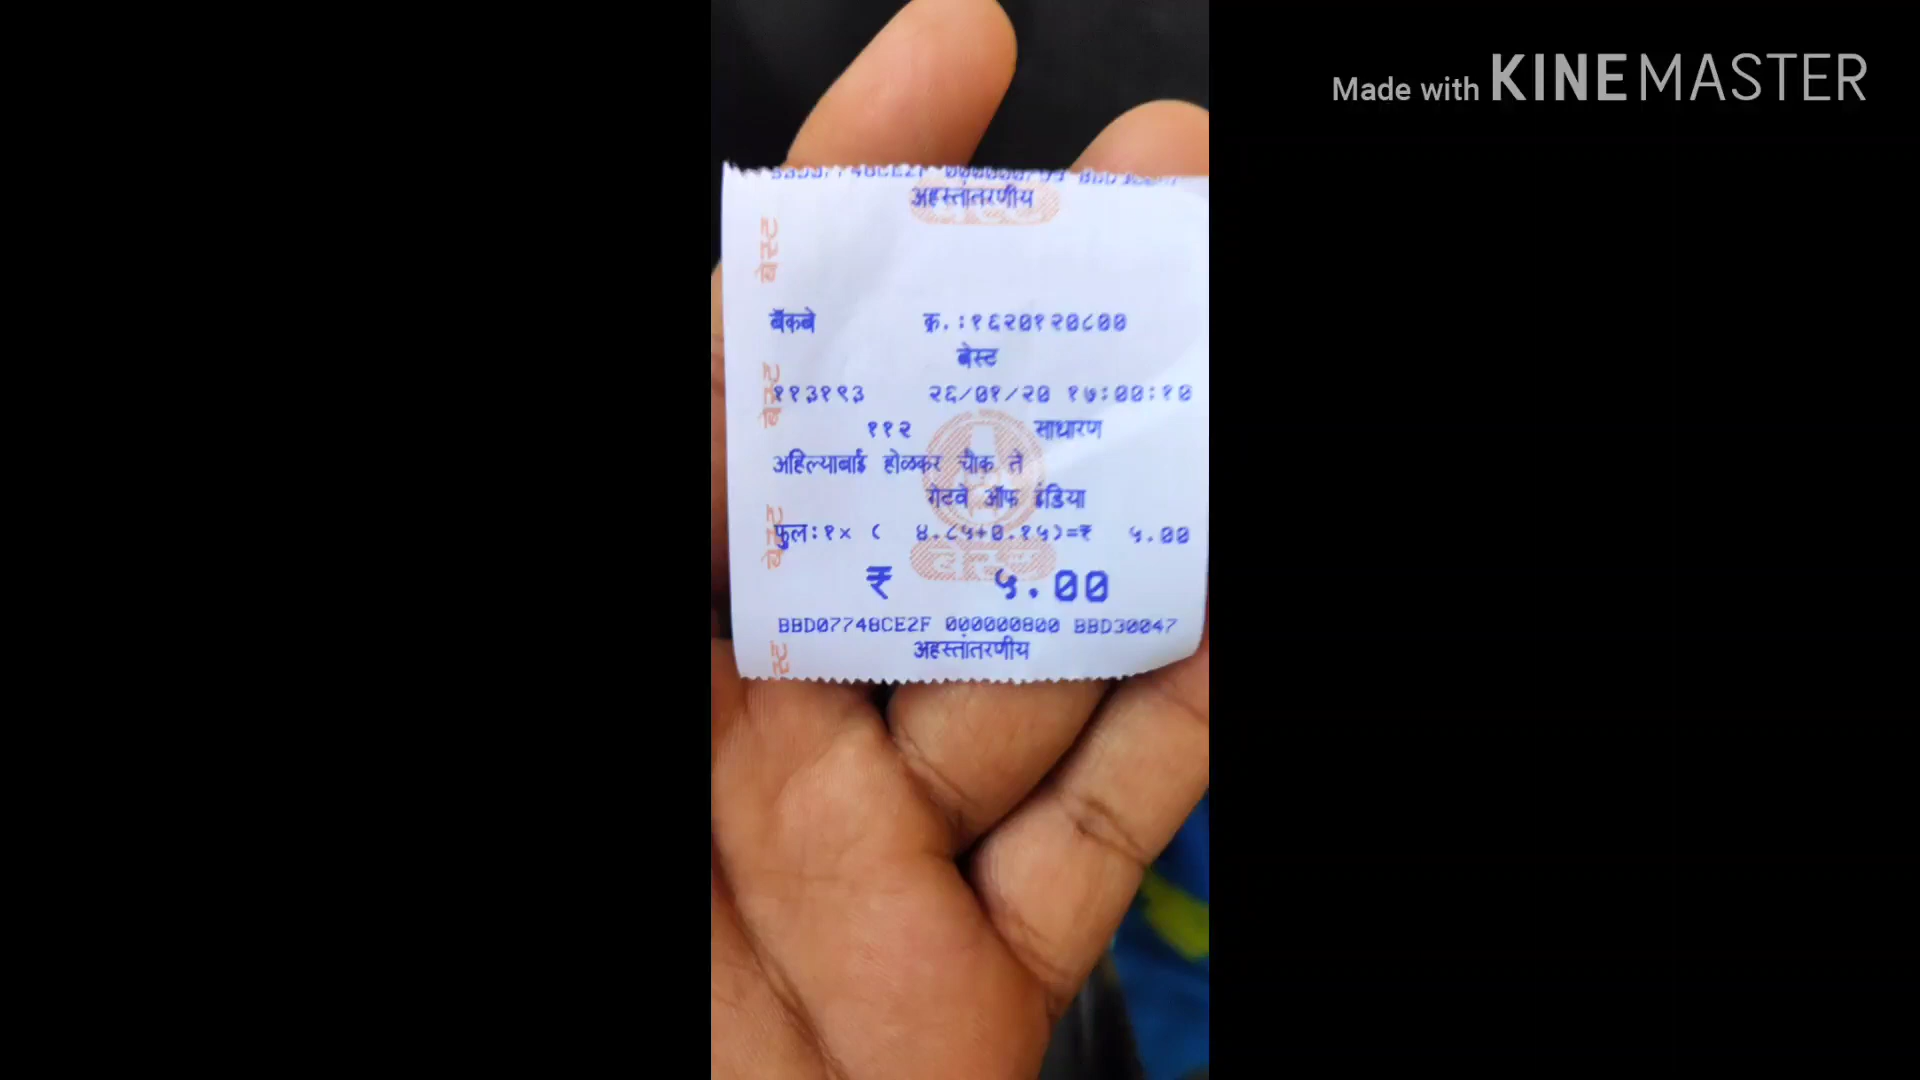 Made with KINEMASTER
अहस्तांतरणीय
बॅकबे क्र.:१६२०१२०८००
बेस्ट
११३१९३ २६/०१/२० १७:००:१०
११२ साधारण
अहिल्याबाई होळकर चौक ते
गेटवे ऑफ इंडिया
फुल:१× ( ४.८५+०.१५)=₹ ५.००
₹ ५.००
BBD07748CE2F 000000800 BBD30047
अहस्तांतरणीय
बेस्ट
बेस्ट
बेस्ट
बेस्ट